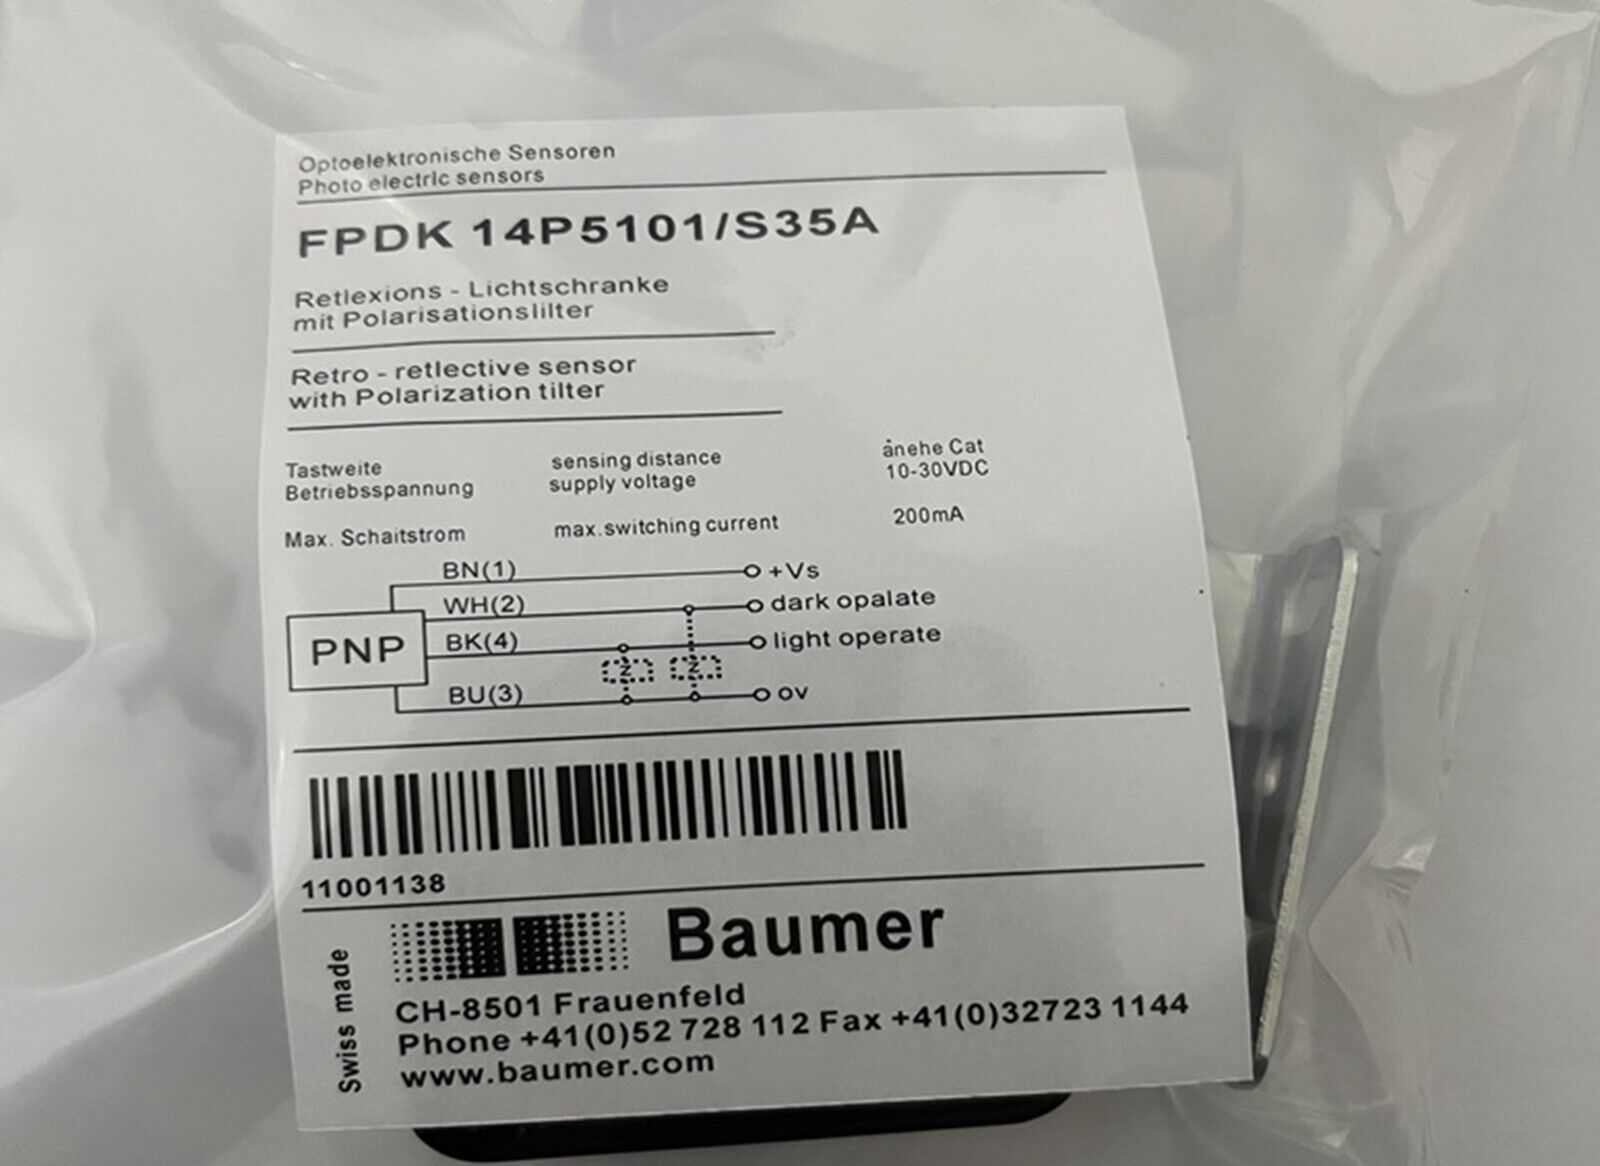 Optoelektronische Sensoren
Photo electric sensors
FPDK 14P5101/S35A
Retlexions - Lichtschranke
mit Polarisationslilter
Retro - retlective sensor
with Polarization tilter
Tastweite sensing distance ȧnehe Cat
Betriebsspannung supply voltage 10-30VDC
Max. Schaitstrom max.switching current 200mA
BN(1) +Vs
WH(2) dark opalate
PNP BK(4) light operate
Z Z
BU(3) ov
11001138
Swiss made
Baumer
CH-8501 Frauenfeld
Phone +41(0)52 728 112 Fax +41(0)32723 1144
www.baumer.com